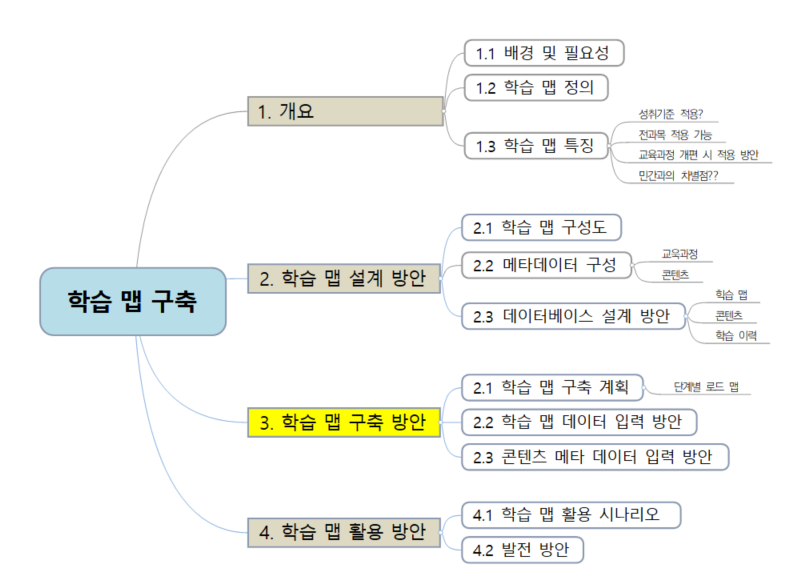 학습 맵 구축
1. 개요
1.1 배경 및 필요성
1.2 학습 맵 정의
1.3 학습 맵 특징
성취기준 적용?
전과목 적용 가능
교육과정 개편 시 적용 방안
민간과의 차별점??
2. 학습 맵 설계 방안
2.1 학습 맵 구성도
2.2 메타데이터 구성
교육과정
콘텐츠
2.3 데이터베이스 설계 방안
학습 맵
콘텐츠
학습 이력
3. 학습 맵 구축 방안
2.1 학습 맵 구축 계획
단계별 로드 맵
2.2 학습 맵 데이터 입력 방안
2.3 콘텐츠 메타 데이터 입력 방안
4. 학습 맵 활용 방안
4.1 학습 맵 활용 시나리오
4.2 발전 방안